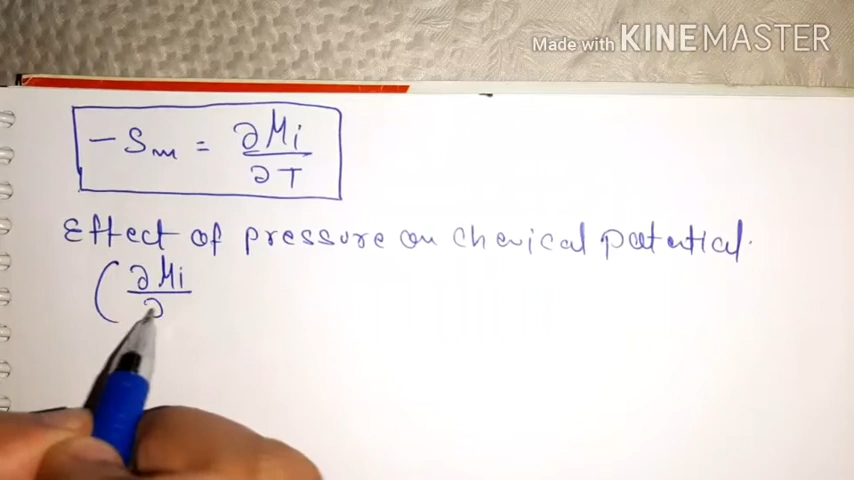 Made with KINEMASTER
- Sm = ∂μi / ∂T
Effect of pressure on chemical potential.
( ∂μi / ∂